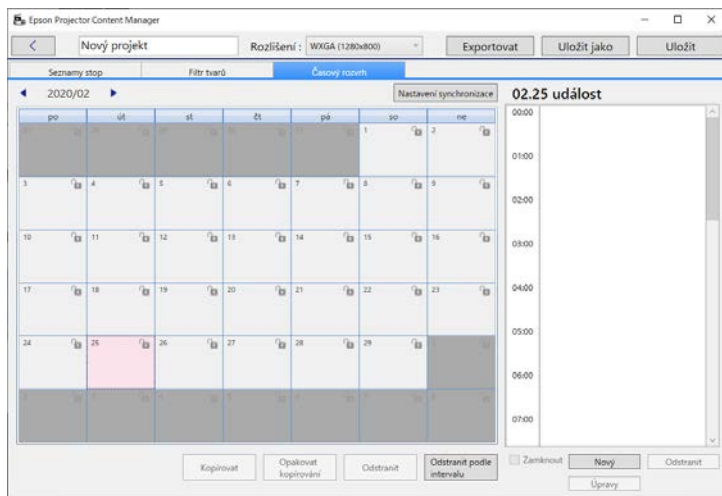 Epson Projector Content Manager
Nový projekt
Rozlišení : WXGA (1280x800)
Exportovat
Uložit jako
Uložit
Seznamy stop
Filtr tvarů
Časový rozvrh
2020/02
Nastavení synchronizace
02.25 událost
po út st čt pá so ne
1 2
3 4 5 6 7 8 9
10 11 12 13 14 15 16
17 18 19 20 21 22 23
24 25 26 27 28 29
00:00
01:00
02:00
03:00
04:00
05:00
06:00
07:00
Kopírovat
Opakovat
kopírování
Odstranit
Odstranit podle
intervalu
Zamknout
Nový
Odstranit
Úpravy